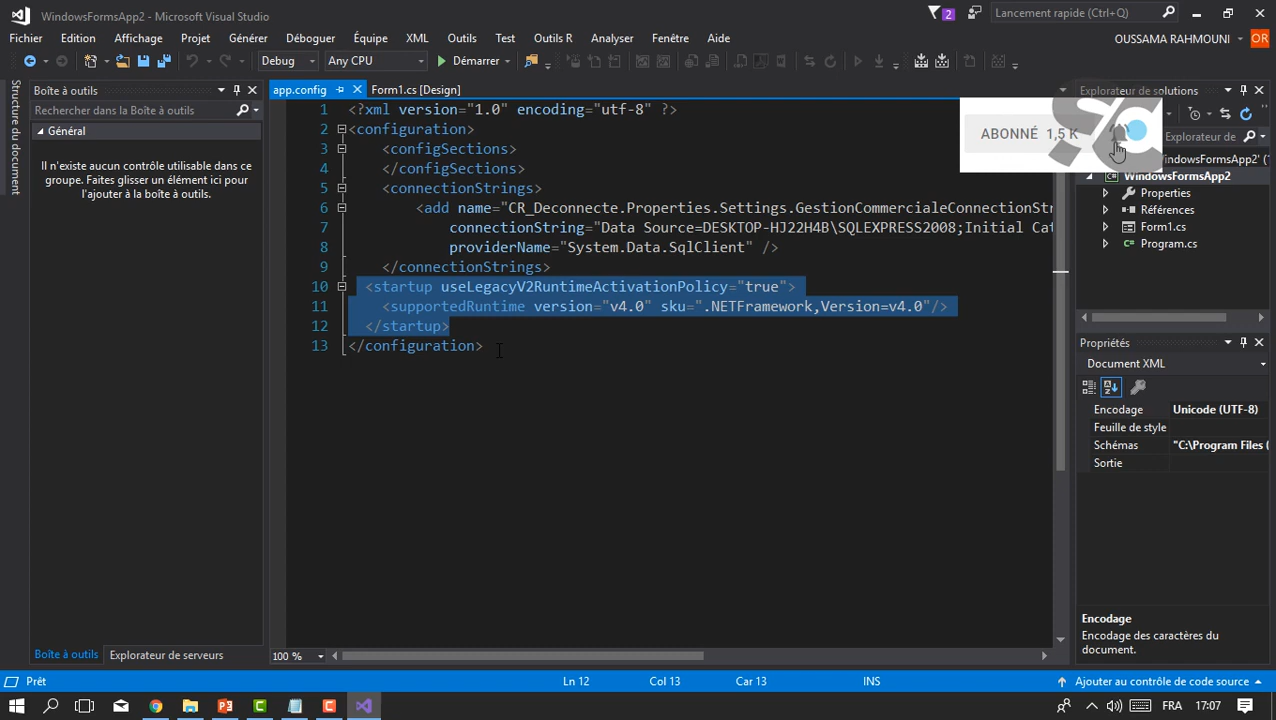 WindowsFormsApp2 - Microsoft Visual Studio
2
Lancement rapide (Ctrl+Q)
Fichier Edition Affichage Projet Générer Déboguer Équipe XML Outils Test Outils R Analyser Fenêtre Aide
OUSSAMA RAHMOUNI OR
Debug Any CPU Démarrer
Structure du document
Boîte à outils
Rechercher dans la Boîte à outils
Général
Il n'existe aucun contrôle utilisable dans ce
groupe. Faites glisser un élément ici pour
l'ajouter à la boîte à outils.
Boîte à outils Explorateur de serveurs
app.config Form1.cs [Design]
1 <?xml version="1.0" encoding="utf-8" ?>
2 <configuration>
3 <configSections>
4 </configSections>
5 <connectionStrings>
6 <add name="CR_Deconnecte.Properties.Settings.GestionCommercialeConnectionStr
7 connectionString="Data Source=DESKTOP-HJ22H4B\SQLEXPRESS2008;Initial Cat
8 providerName="System.Data.SqlClient" />
9 </connectionStrings>
10 <startup useLegacyV2RuntimeActivationPolicy="true">
11 <supportedRuntime version="v4.0" sku=".NETFramework,Version=v4.0"/>
12 </startup>
13 </configuration>
100 %
Explorateur de solutions
ABONNÉ 1,5 K
Explorateur de
WindowsFormsApp2' (
WindowsFormsApp2
Properties
Références
Form1.cs
Program.cs
Propriétés
Document XML
Encodage Unicode (UTF-8)
Feuille de style
Schémas "C:\Program Files (
Sortie
Encodage
Encodage des caractères du
document.
Prêt Ln 12 Col 13 Car 13 INS Ajouter au contrôle de code source
FRA 17:07